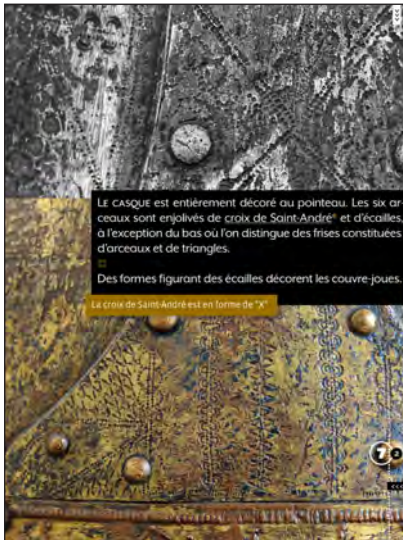 <<<
LE CASQUE est entièrement décoré au pointeau. Les six ar-
ceaux sont enjolivés de croix de Saint-André* et d'écailles,
à l'exception du bas où l'on distingue des frises constituées
d'arceaux et de triangles.
Des formes figurant des écailles décorent les couvre-joues.
La croix de Saint-André est en forme de "X"
7 2
<<<